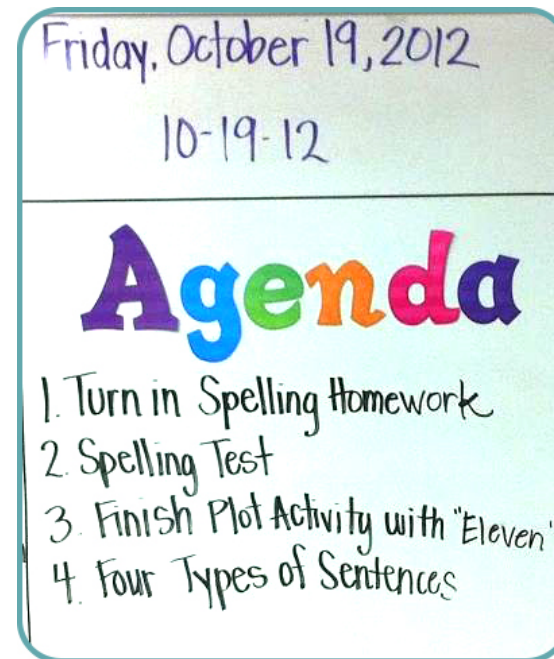 Friday, October 19, 2012
10-19-12
Agenda
1. Turn in Spelling Homework
2. Spelling Test
3. Finish Plot Activity with "Eleven"
4. Four Types of Sentences